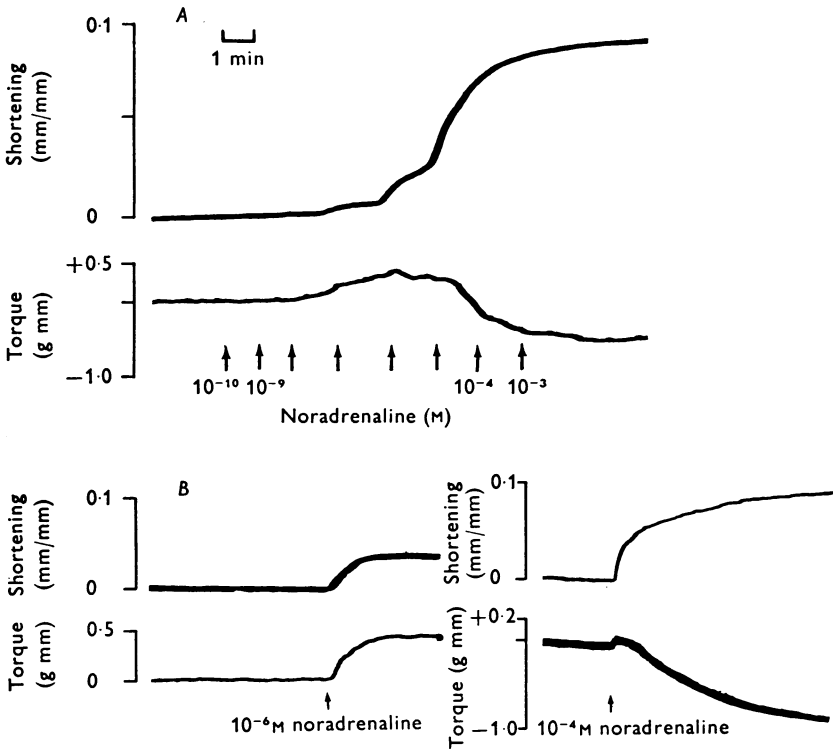 A
0·1
1 min
Shortening
(mm/mm)
0
+0·5
Torque
(g mm)
−1·0
10⁻¹⁰ 10⁻⁹ 10⁻⁴ 10⁻³
Noradrenaline (M)
B
0·1
Shortening
(mm/mm)
0
0·5
Torque
(g mm)
0
10⁻⁶M noradrenaline
0·1
Shortening
(mm/mm)
0
+0·2
Torque (g mm)
−1·0
10⁻⁴M noradrenaline